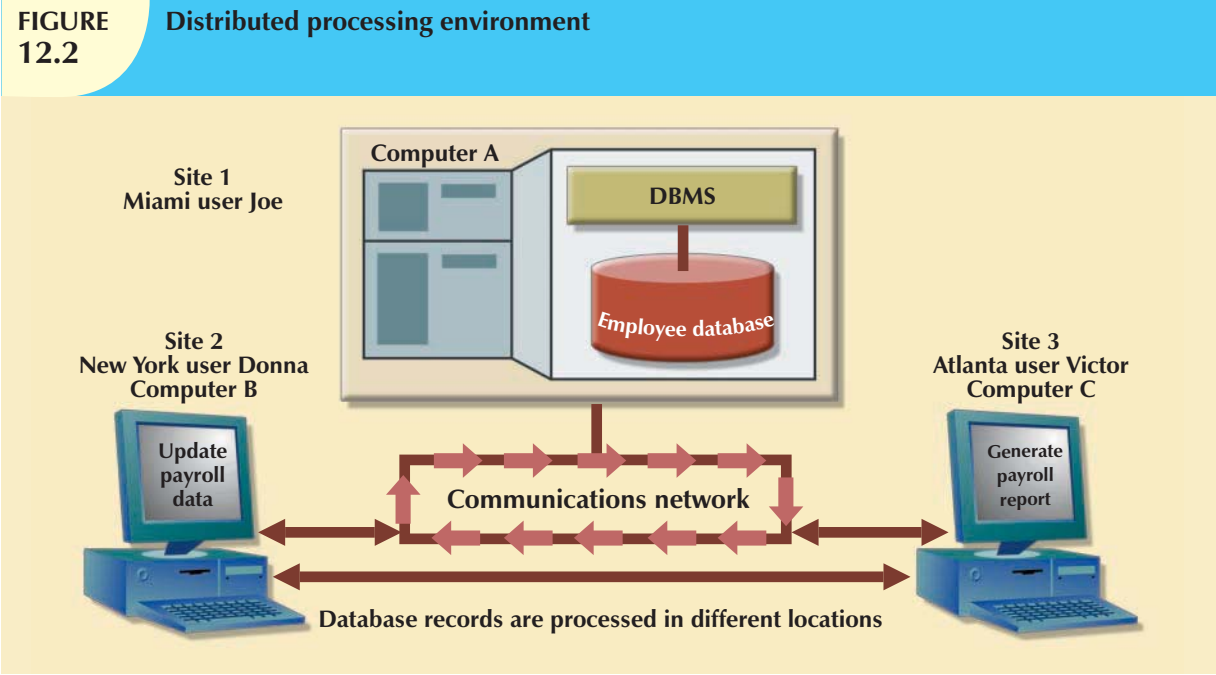 FIGURE
12.2
Distributed processing environment
Computer A
Site 1
Miami user Joe
DBMS
Employee database
Site 2
New York user Donna
Computer B
Site 3
Atlanta user Victor
Computer C
Update
payroll
data
Generate
payroll
report
Communications network
Database records are processed in different locations